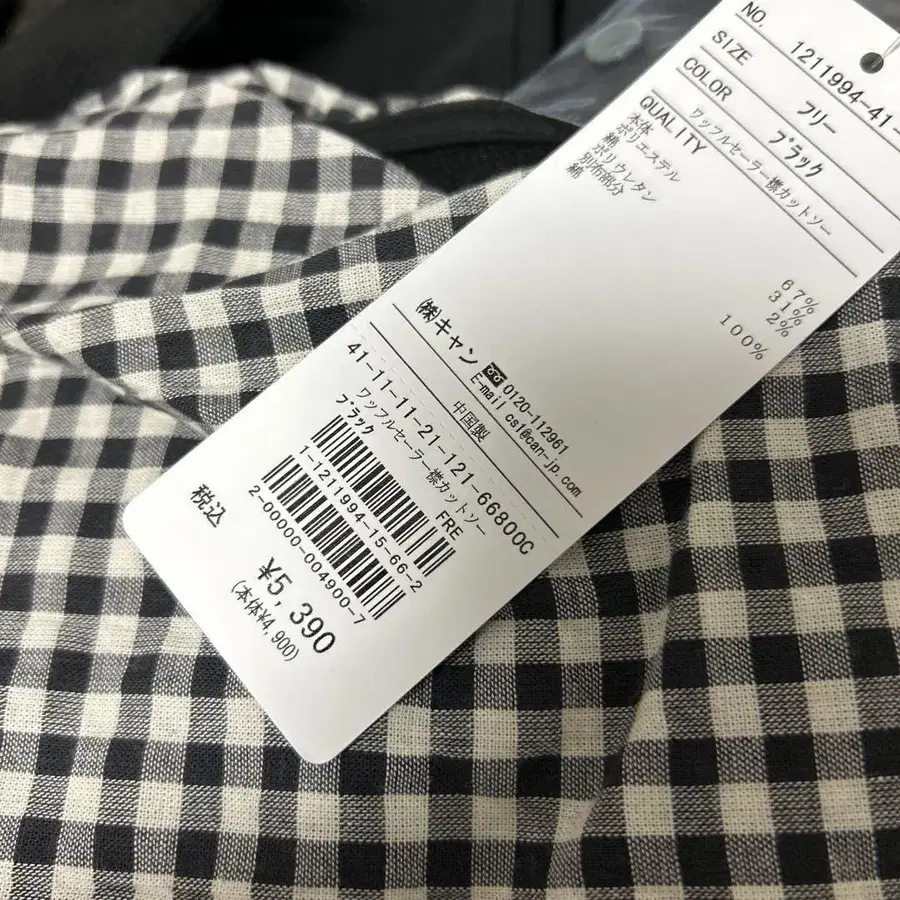 NO. 1211994-41-
SIZE フリー
COLOR ブラック
ワッフルセーラー襟カットソー
QUALITY
本体
綿 67%
ポリエステル 31%
ポリウレタン 2%
別布部分
綿 100%
㈱キャン 0120-112961
E-mail cs1@can-jp.com
中国製
41-11-11-21-121 66800C
ワッフルセーラー襟カットソー
ブラック FRE
1-1211994-15-66-2
2-00000-004900-7
税込 ¥5,390
(本体¥4,900)